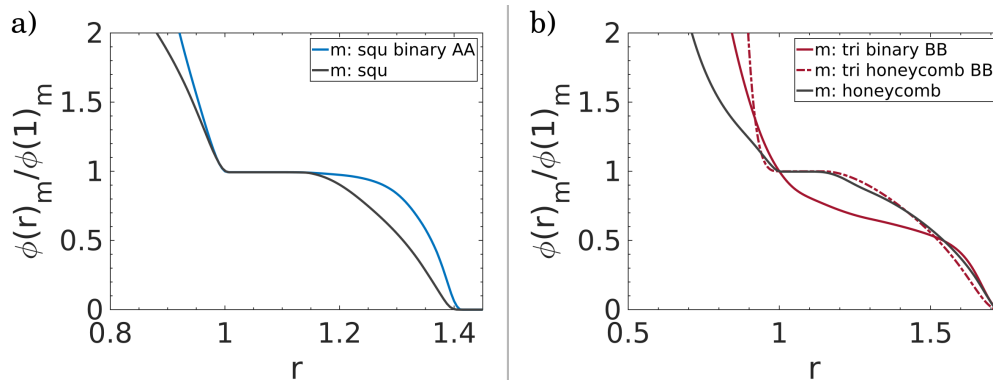 a)
ϕ(r)m/ϕ(1)m
2
1.5
1
0.5
0
0.8
1
1.2
1.4
r
m: squ binary AA
m: squ
b)
ϕ(r)m/ϕ(1)m
2
1.5
1
0.5
0
0.5
1
1.5
r
m: tri binary BB
m: tri honeycomb BB
m: honeycomb